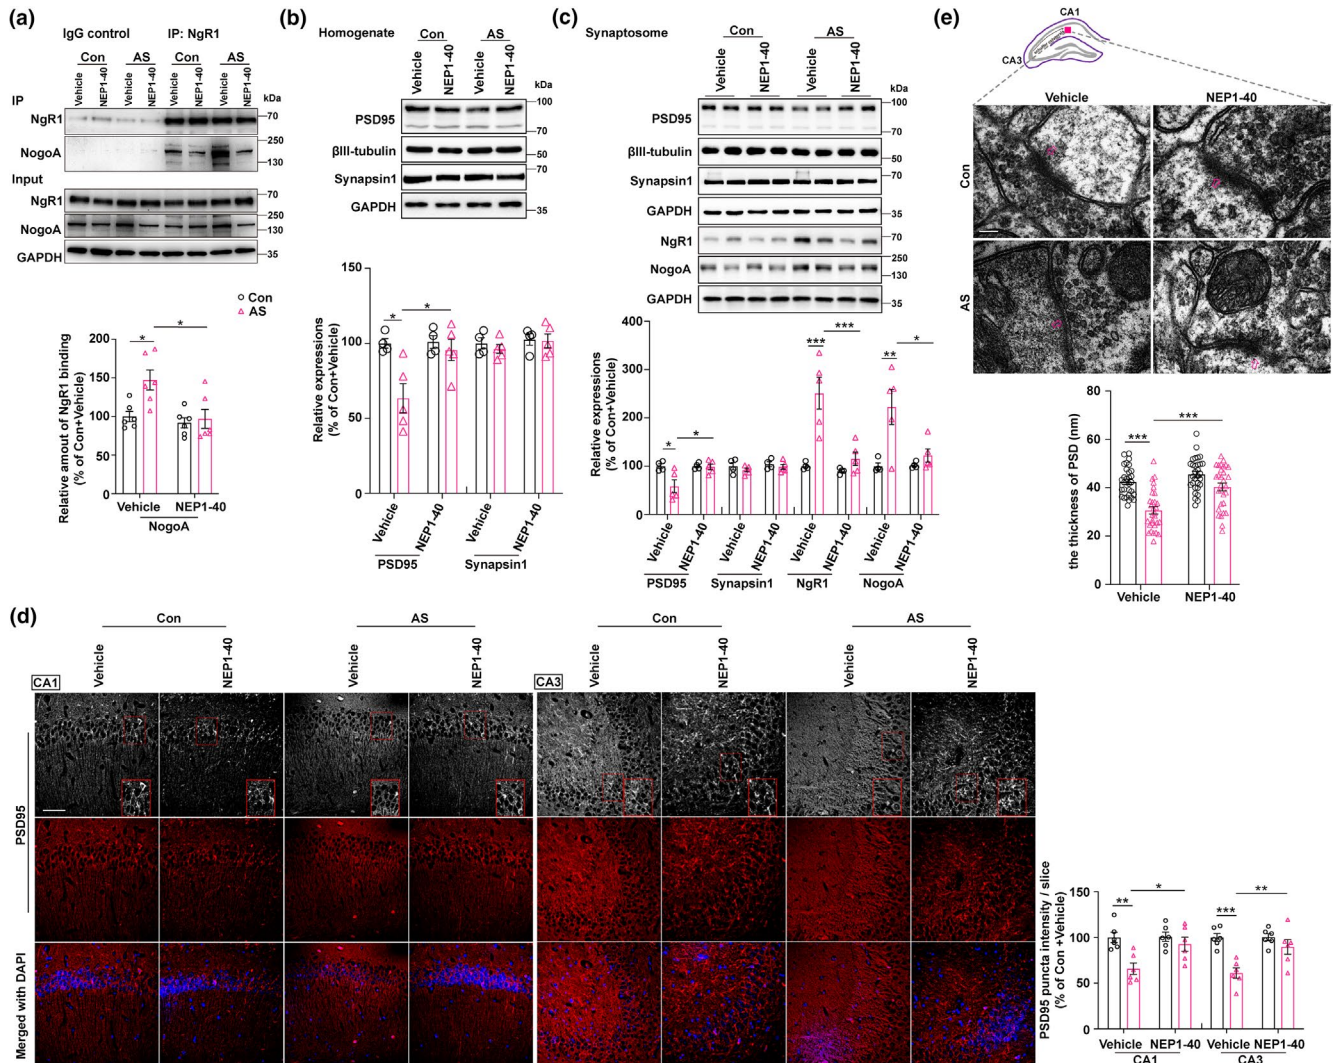 (a)
IgG control IP: NgR1
Con AS Con AS
Vehicle NEP1-40 Vehicle NEP1-40 Vehicle NEP1-40 Vehicle NEP1-40
IP kDa
NgR1 70
NogoA 250
130
Input
NgR1 70
NogoA 250
130
GAPDH 35
Con
AS
Relative amount of NgR1 binding
(% of Con+Vehicle)
200
150
100
50
0
* *
Vehicle NEP1-40
NogoA
(b)
Homogenate Con AS
Vehicle NEP1-40 Vehicle NEP1-40
kDa
PSD95 100
70
βIII-tubulin 50
Synapsin1 70
GAPDH 35
Relative expressions
(% of Con+Vehicle)
150
100
50
0
* *
Vehicle NEP1-40 Vehicle NEP1-40
PSD95 Synapsin1
(c)
Synaptosome Con AS
Vehicle NEP1-40 Vehicle NEP1-40
kDa
PSD95 100
70
βIII-tubulin 50
Synapsin1 70
GAPDH 35
NgR1 70
NogoA 250
130
GAPDH 35
Relative expressions
(% of Con+Vehicle)
400
300
200
100
0
* * *** *** ** *
Vehicle NEP1-40 Vehicle NEP1-40 Vehicle NEP1-40 Vehicle NEP1-40
PSD95 Synapsin1 NgR1 NogoA
(e)
CA1
CA3
Vehicle NEP1-40
Con
AS
the thickness of PSD (nm)
80
60
40
20
0
*** ***
Vehicle NEP1-40
(d)
Con AS Con AS
Vehicle NEP1-40 Vehicle NEP1-40 Vehicle NEP1-40 Vehicle NEP1-40
CA1 CA3
PSD95
Merged with DAPI
PSD95 puncta intensity / slice
(% of Con +Vehicle)
150
100
50
0
** * *** **
Vehicle NEP1-40 Vehicle NEP1-40
CA1 CA3